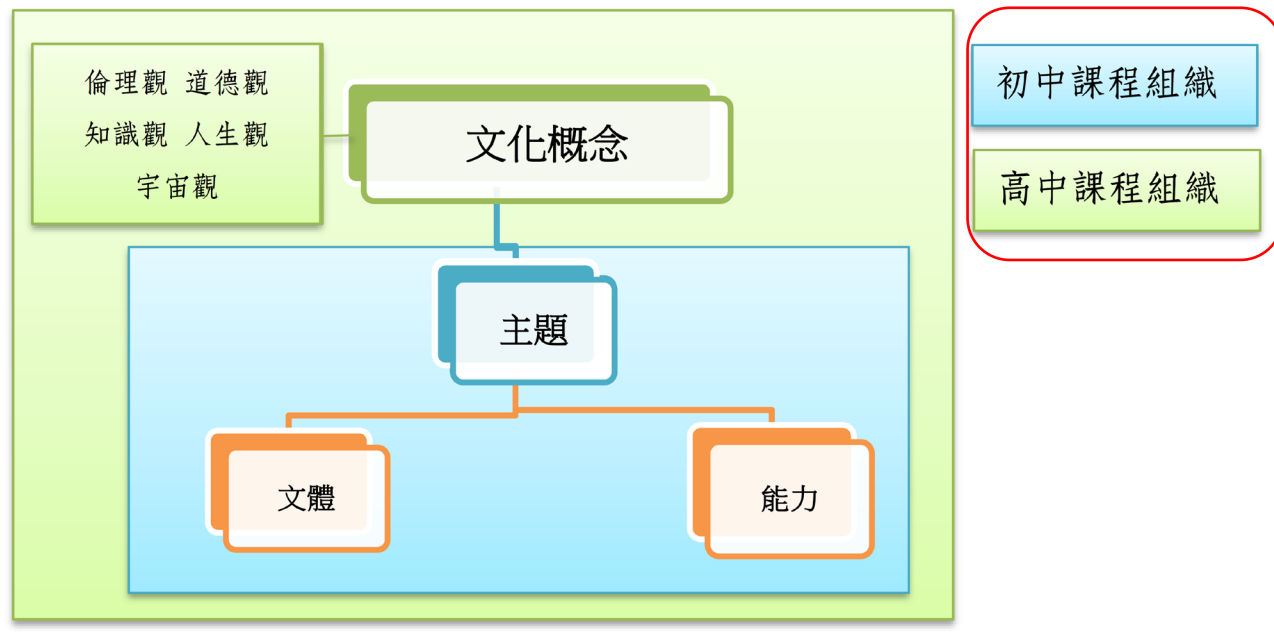 倫理觀 道德觀
知識觀 人生觀
宇宙觀
文化概念
主題
文體
能力
初中課程組織
高中課程組織